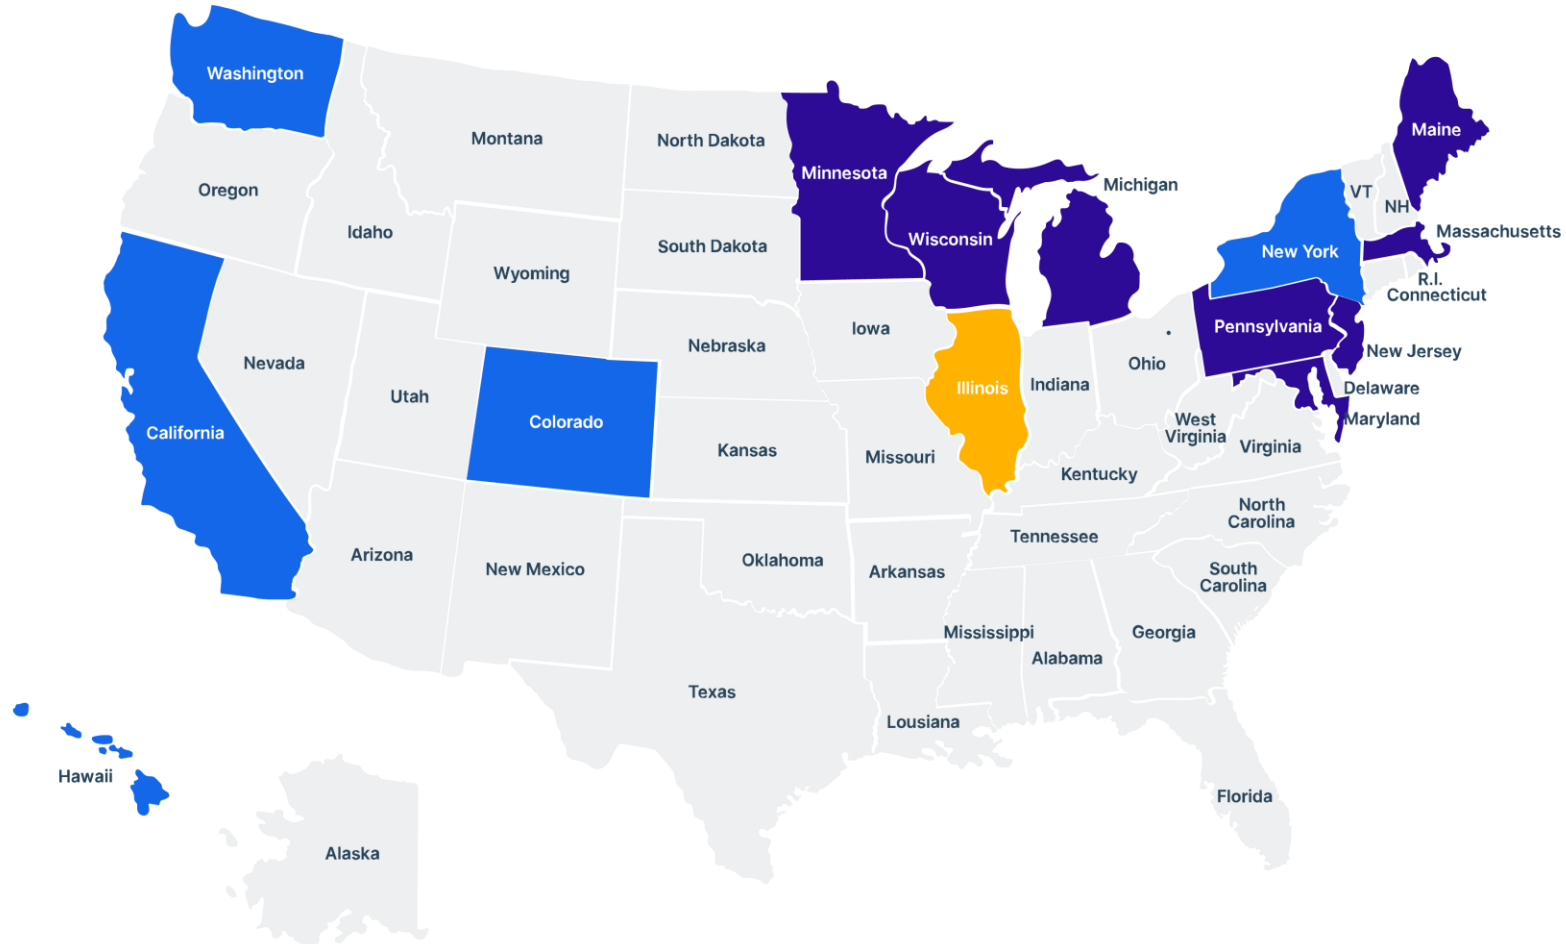 Washington
Montana
North Dakota
Minnesota
Maine
Oregon
Idaho
Michigan
VT
NH
Massachusetts
South Dakota
Wisconsin
New York
Wyoming
R.I.
Connecticut
Iowa
Pennsylvania
Nebraska
New Jersey
Nevada
Ohio
Utah
Illinois
Indiana
Delaware
Colorado
Maryland
California
West
Virginia
Virginia
Kansas
Missouri
Kentucky
North
Carolina
Tennessee
Arizona
New Mexico
Oklahoma
Arkansas
South
Carolina
Mississippi
Georgia
Alabama
Texas
Lousiana
Hawaii
Florida
Alaska